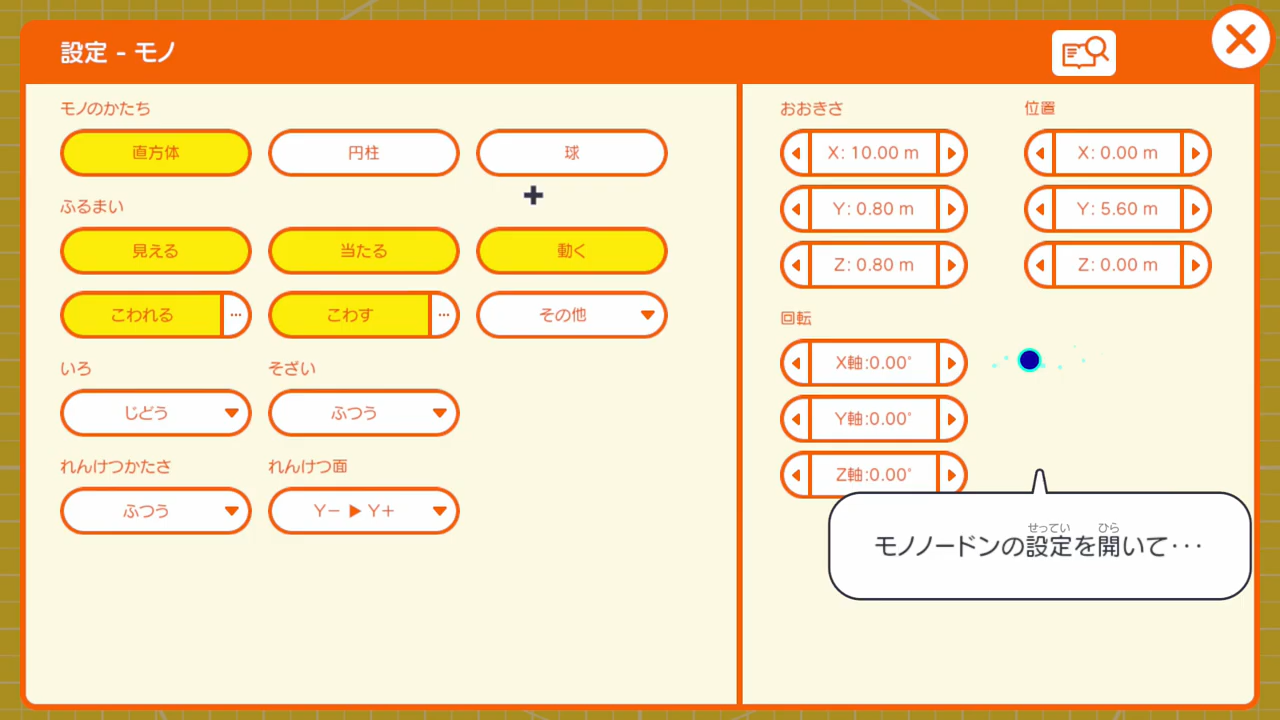 設定 - モノ
モノのかたち
直方体
円柱
球
ふるまい
見える
当たる
動く
こわれる
…
こわす
…
その他
いろ
そざい
じどう
ふつう
れんけつかたさ
れんけつ面
ふつう
Y− ▶ Y+
おおきさ
X: 10.00 m
Y: 0.80 m
Z: 0.80 m
位置
X: 0.00 m
Y: 5.60 m
Z: 0.00 m
回転
X軸:0.00°
Y軸:0.00°
Z軸:0.00°
せってい ひら
モノノードンの設定を開いて･･･